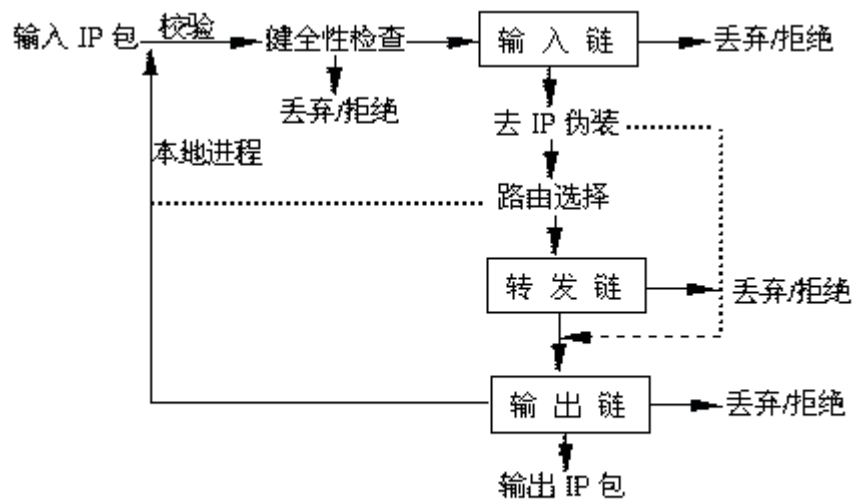 输入 IP 包
校验
健全性检查
输 入 链
丢弃/拒绝
丢弃/拒绝
去 IP 伪装
本地进程
路由选择
转 发 链
丢弃/拒绝
输 出 链
丢弃/拒绝
输出 IP 包